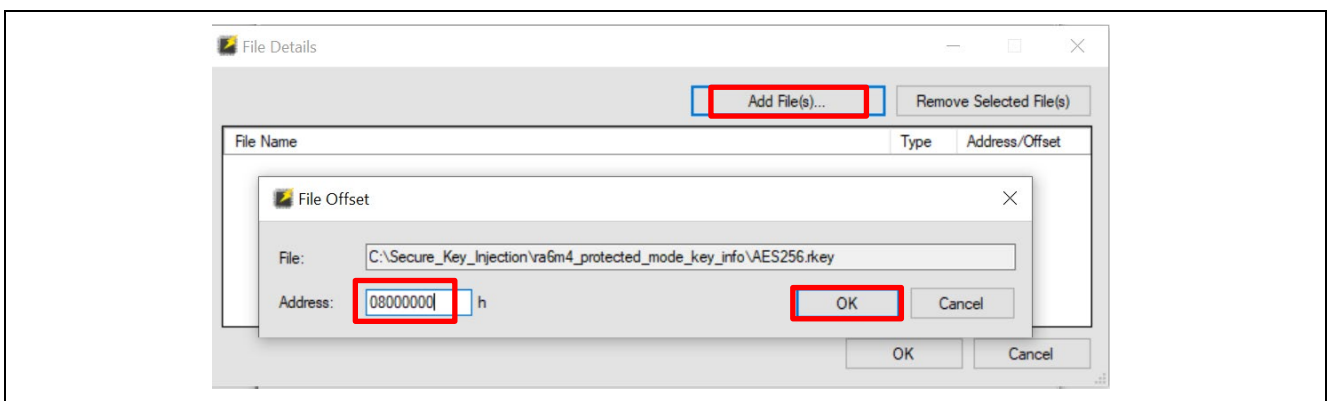 File Details
Add File(s)... Remove Selected File(s)
File Name Type Address/Offset
File Offset
File: C:\Secure_Key_Injection\ra6m4_protected_mode_key_info\AES256.rkey
Address: 08000000 h OK Cancel
OK Cancel